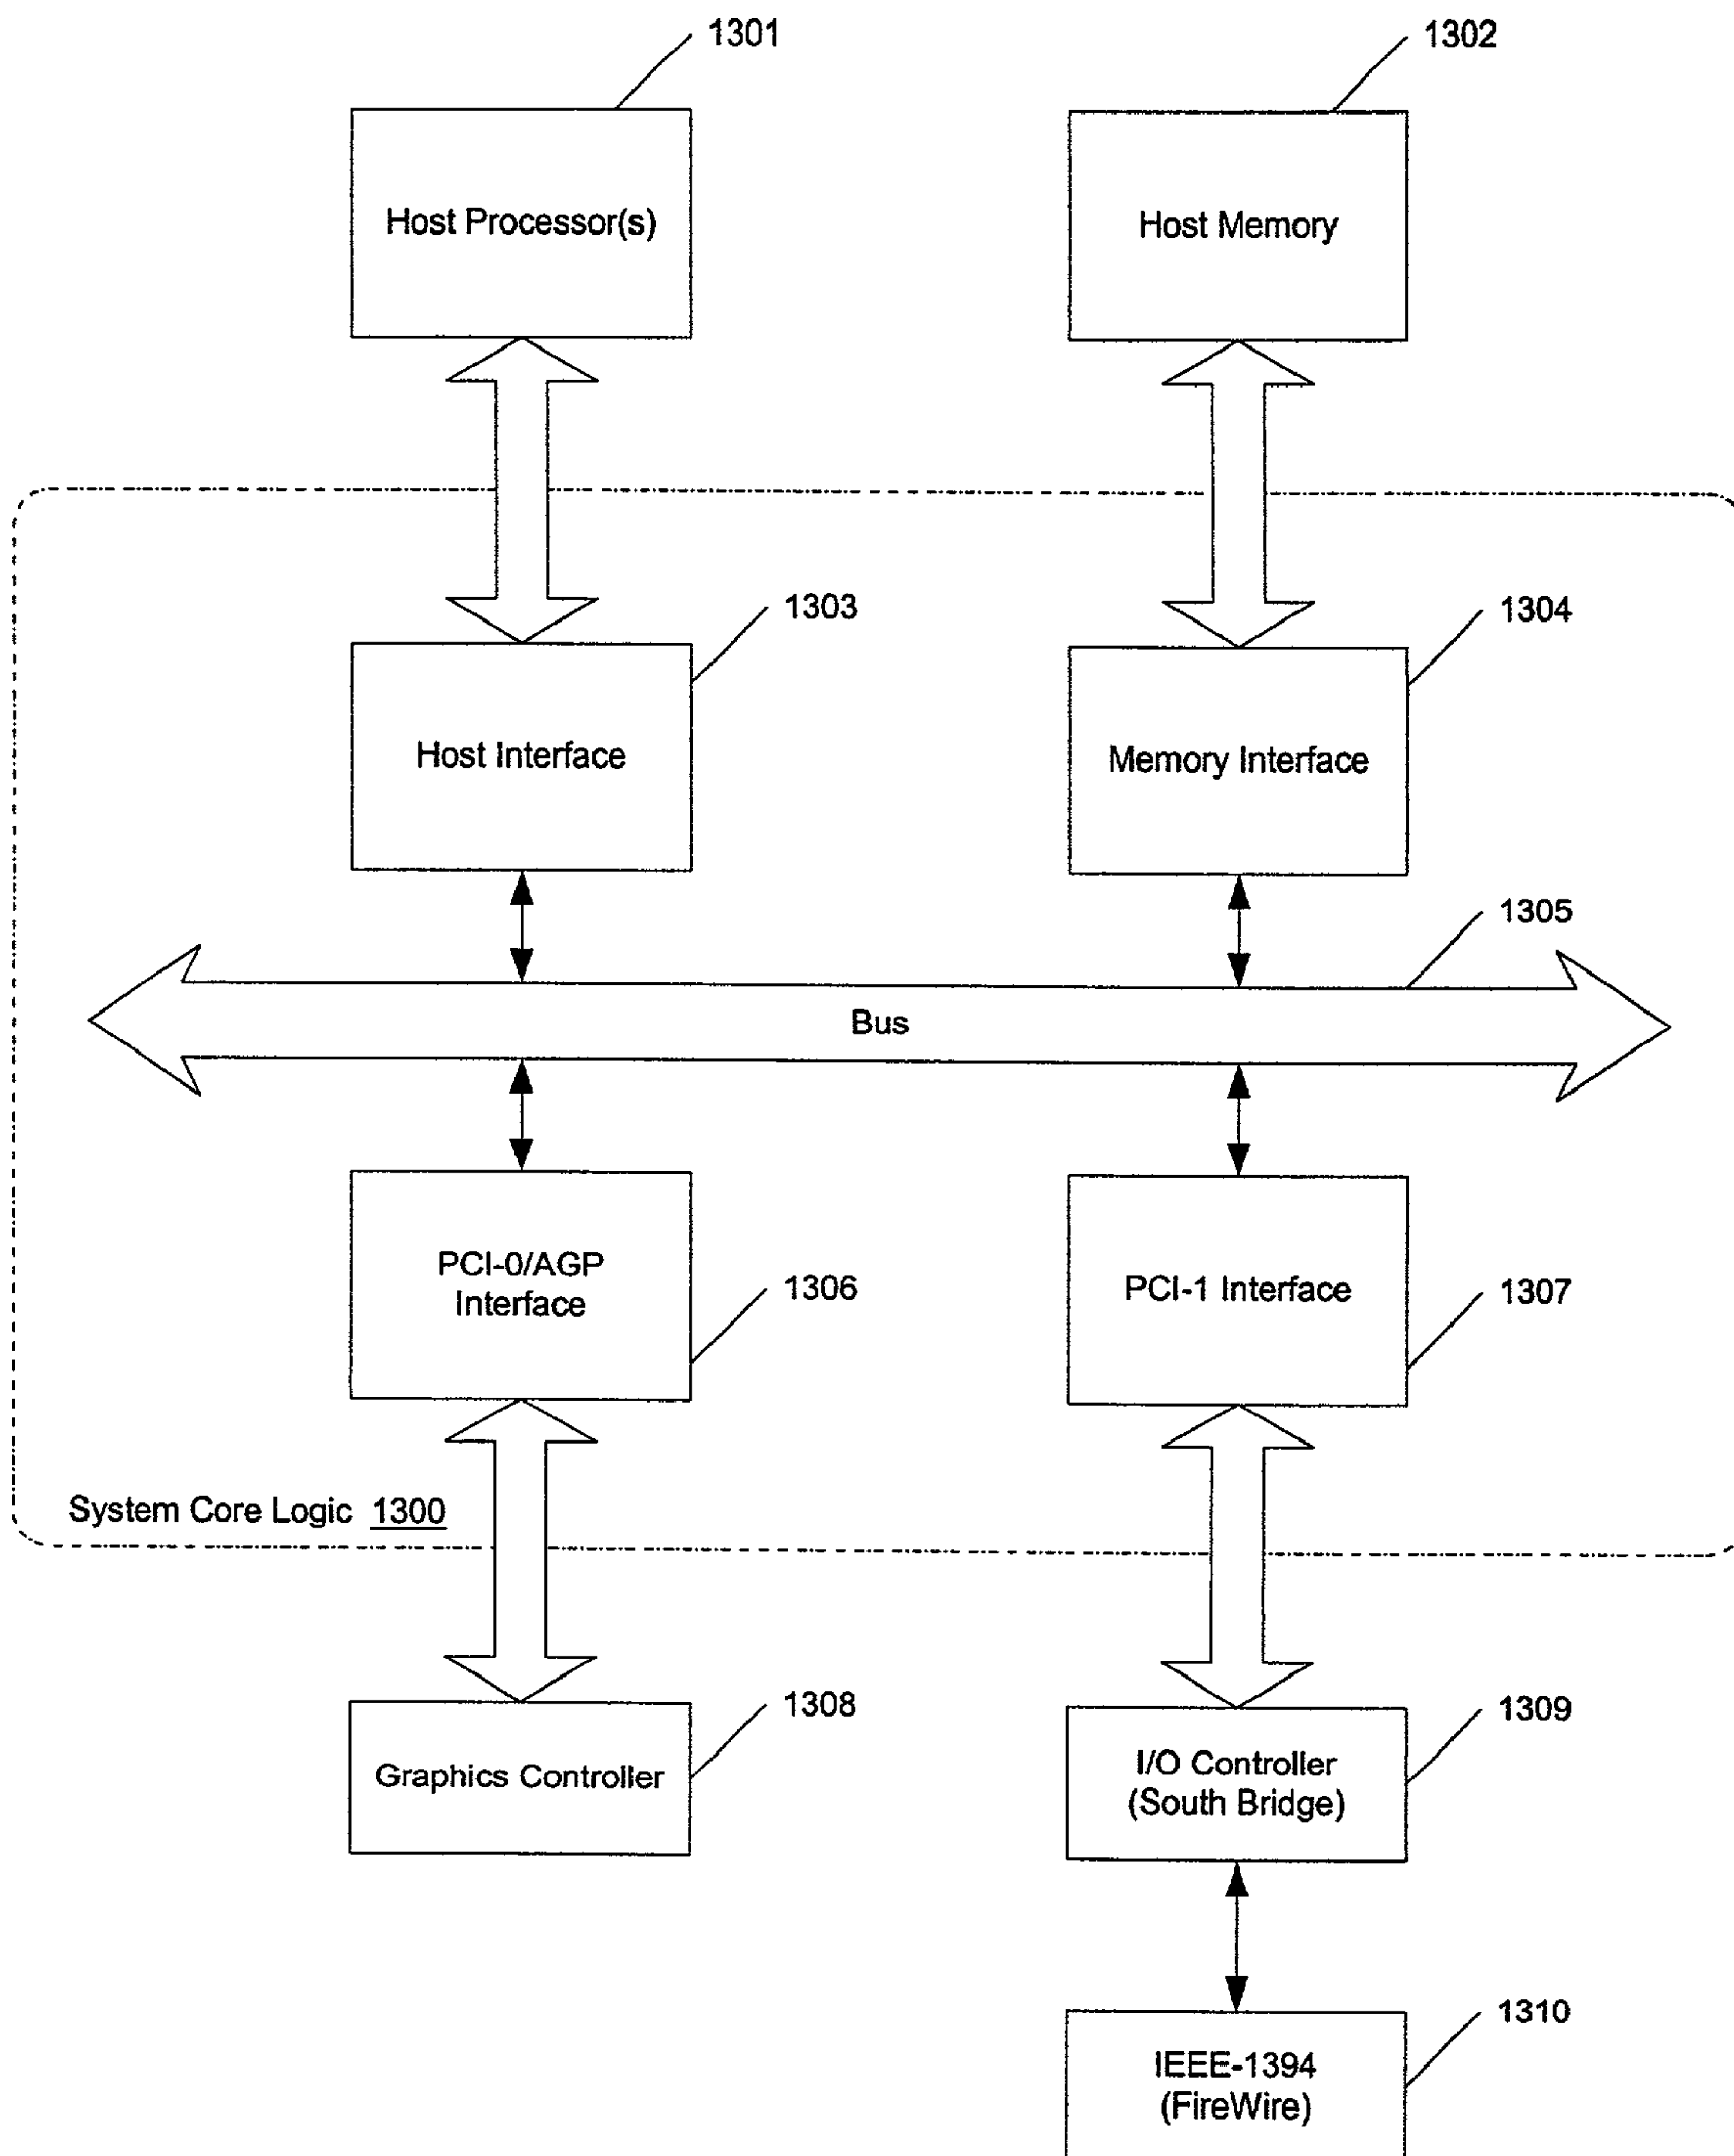 1301
1302
Host Processor(s)
Host Memory
1303
1304
Host Interface
Memory Interface
1305
Bus
PCI-0/AGP
Interface
1306
PCI-1 Interface
1307
System Core Logic 1300
1308
1309
Graphics Controller
I/O Controller
(South Bridge)
1310
IEEE-1394
(FireWire)